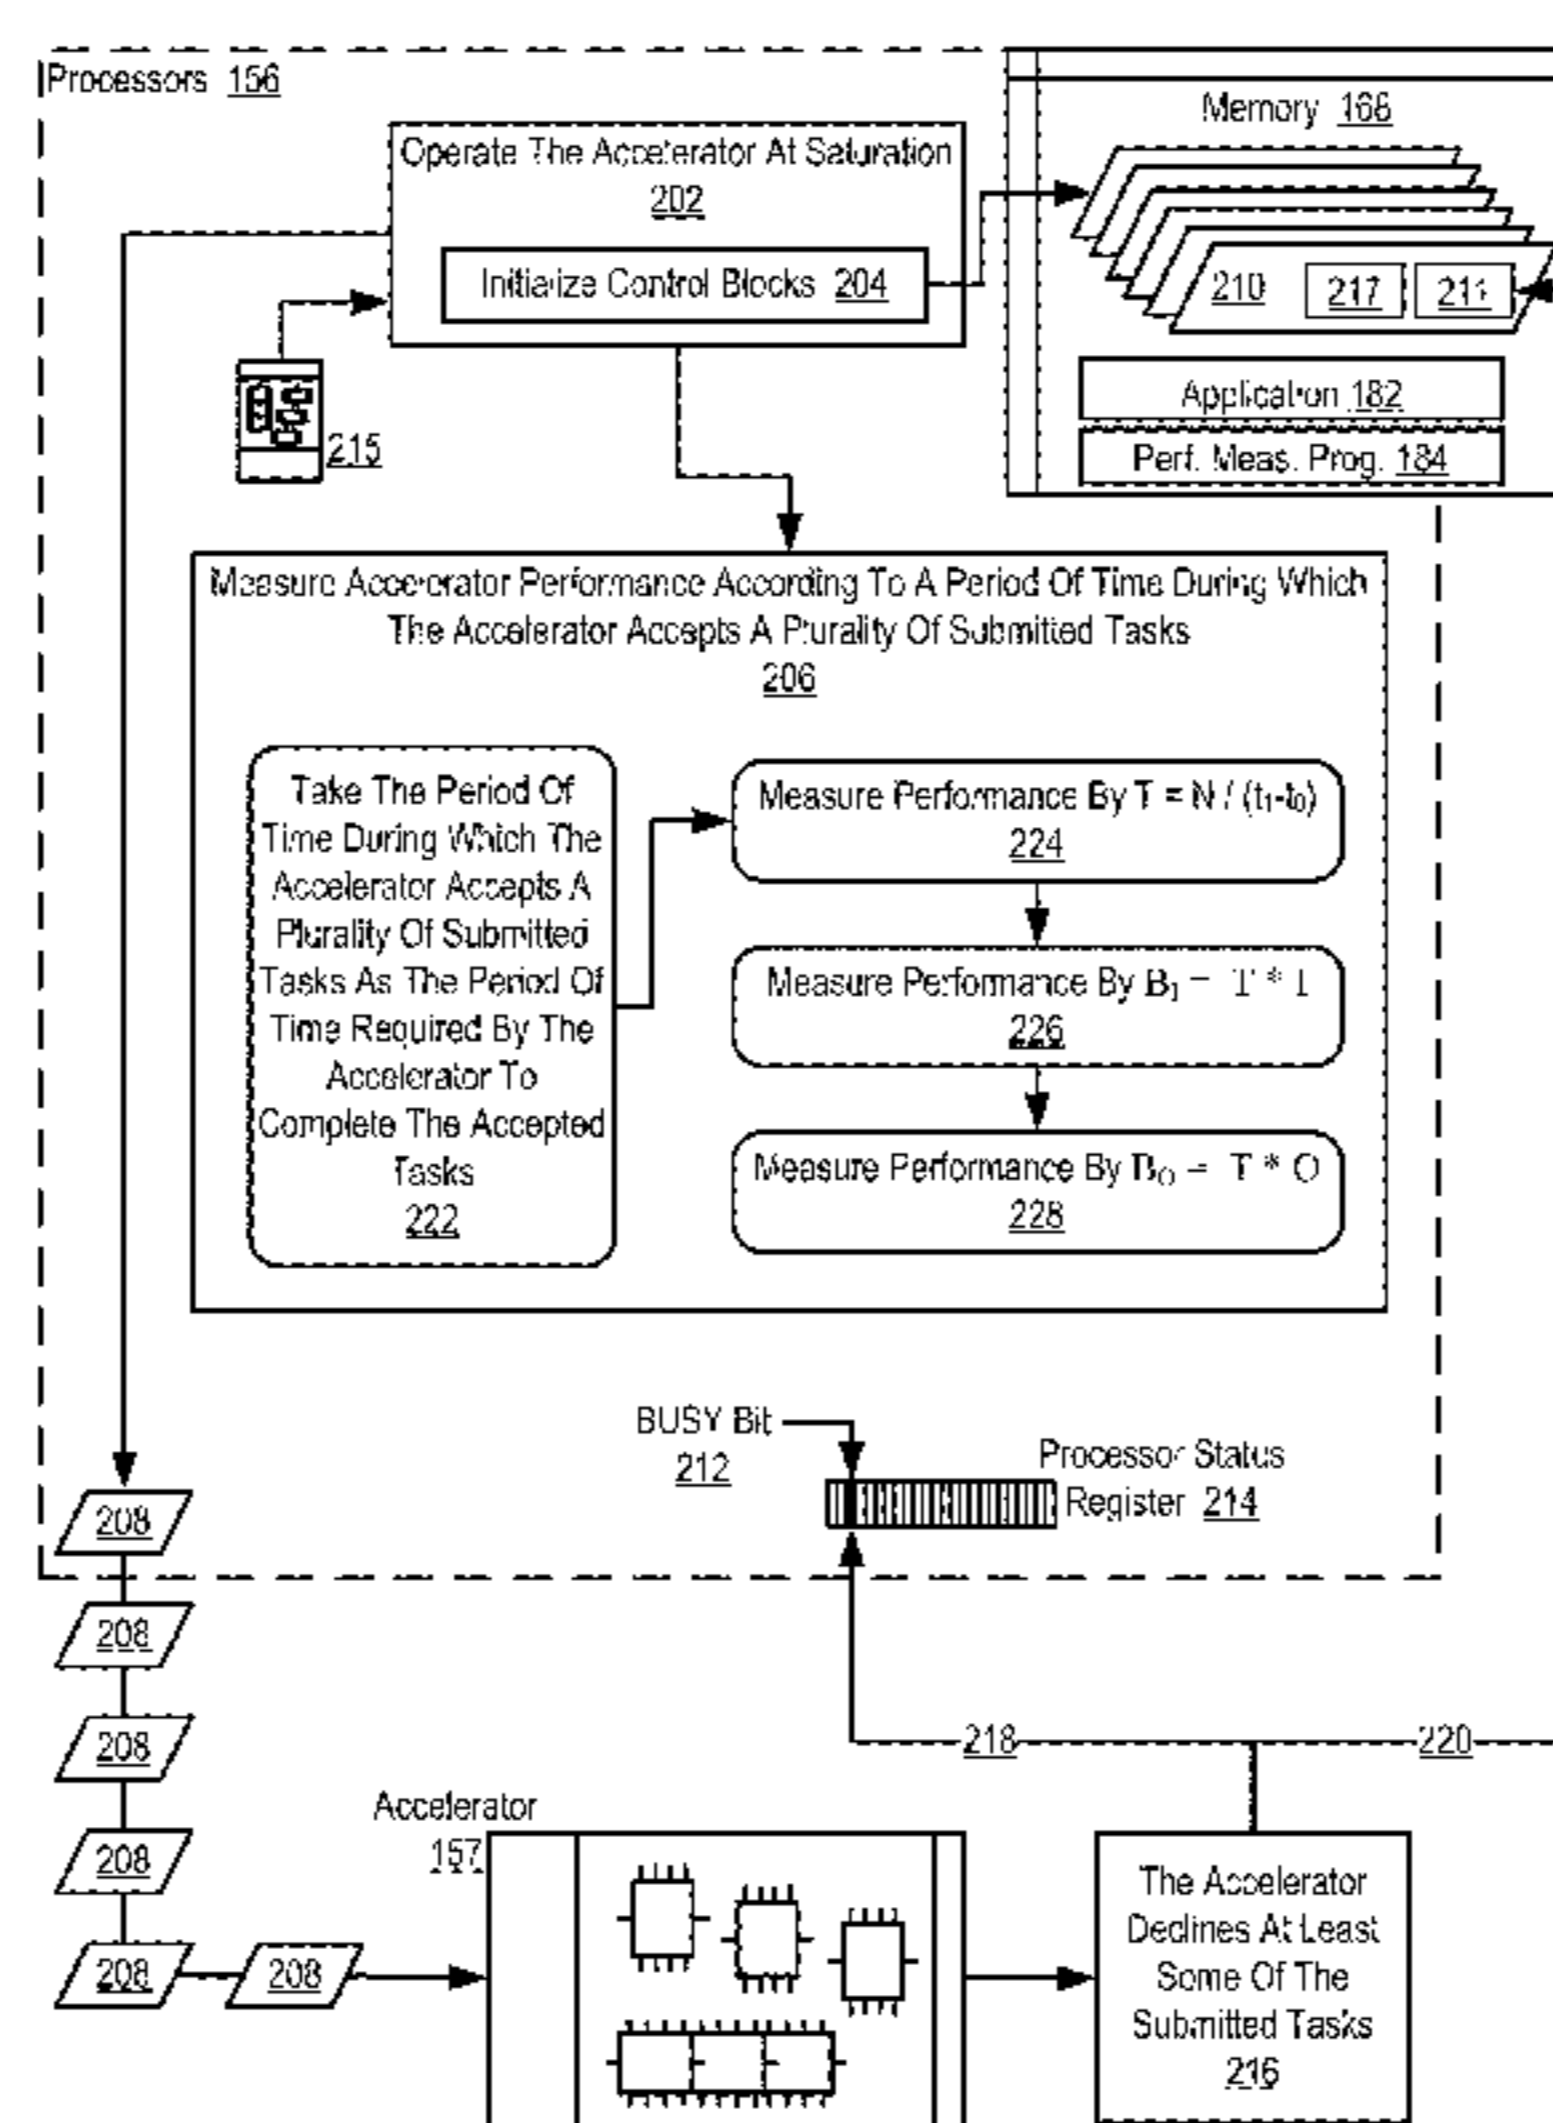 Processors 156
Memory 168
Operate The Accelerator At Saturation
202
Initialize Control Blocks 204
210 217 211
215
Application 182
Perf. Meas. Prog. 184
Measure Accelerator Performance According To A Period Of Time During Which
The Accelerator Accepts A Plurality Of Submitted Tasks
206
Take The Period Of
Time During Which The
Accelerator Accepts A
Plurality Of Submitted
Tasks As The Period Of
Time Required By The
Accelerator To
Complete The Accepted
Tasks
222
Measure Performance By T = N / (t₁-t₀)
224
Measure Performance By B_I = T * I
226
Measure Performance By B_O = T * O
228
BUSY Bit
212
Processor Status
Register 214
208
208
208
208
208 208
218 220
Accelerator
157
The Accelerator
Declines At Least
Some Of The
Submitted Tasks
216